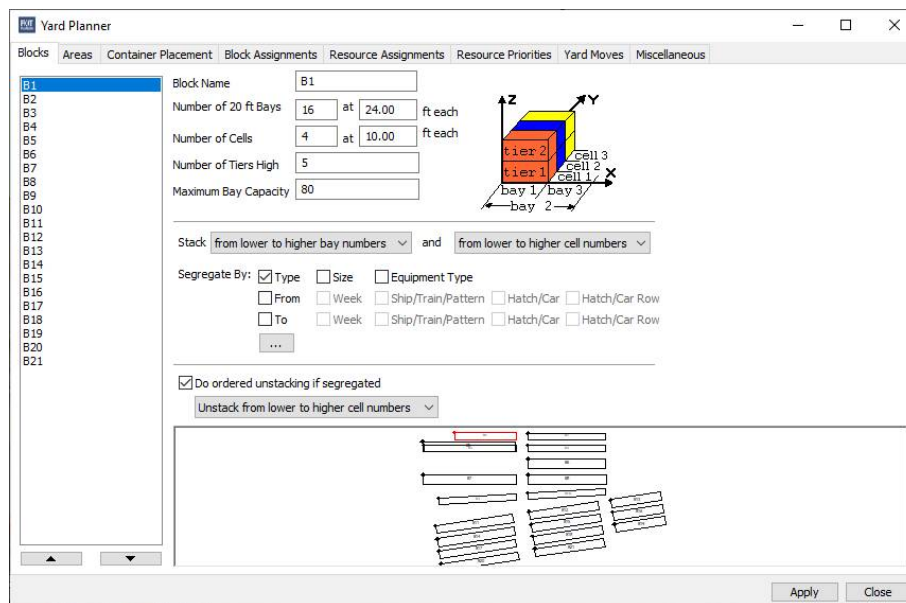 Yard Planner
Blocks Areas Container Placement Block Assignments Resource Assignments Resource Priorities Yard Moves Miscellaneous
B1
B2
B3
B4
B5
B6
B7
B8
B9
B10
B11
B12
B13
B14
B15
B16
B17
B18
B19
B20
B21
Block Name B1
Number of 20 ft Bays 16 at 24.00 ft each
Number of Cells 4 at 10.00 ft each
Number of Tiers High 5
Maximum Bay Capacity 80
Z Y
tier 2 cell 3
cell 2
tier 1 cell 1 X
bay 1 bay 3
bay 2
Stack from lower to higher bay numbers and from lower to higher cell numbers
Segregate By: Type Size Equipment Type
From Week Ship/Train/Pattern Hatch/Car Hatch/Car Row
To Week Ship/Train/Pattern Hatch/Car Hatch/Car Row
...
Do ordered unstacking if segregated
Unstack from lower to higher cell numbers
Apply Close